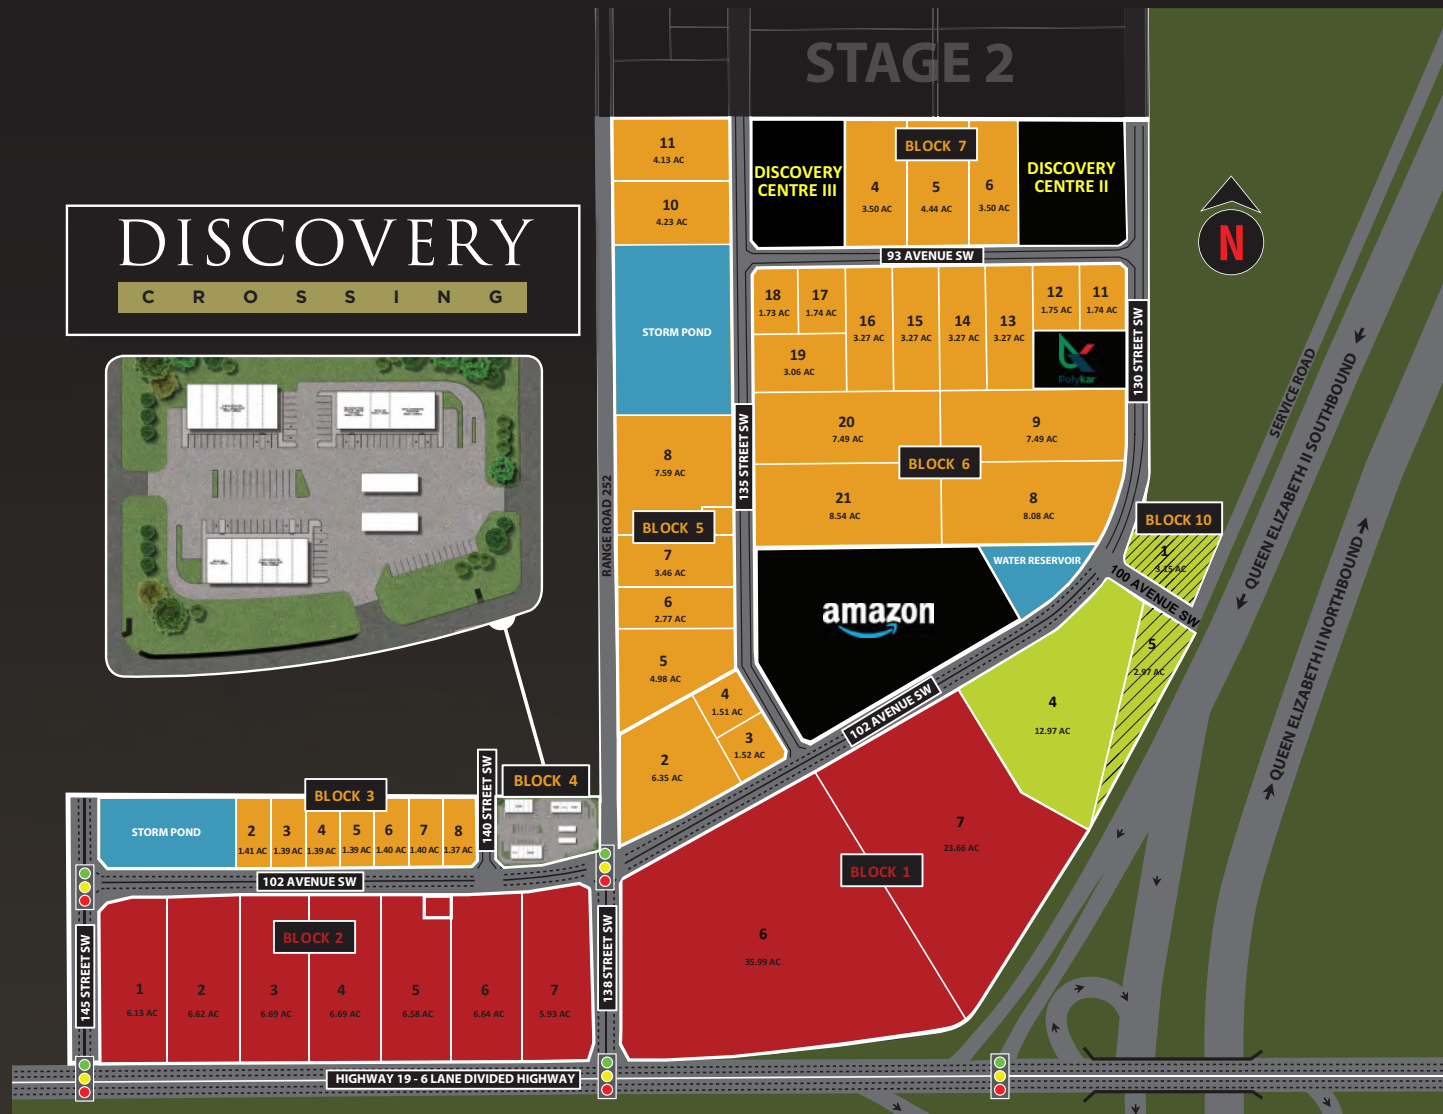 STAGE 2
DISCOVERY
CROSSING
11
4.13 AC
10
4.23 AC
STORM POND
8
7.59 AC
BLOCK 5
7
3.46 AC
6
2.77 AC
5
4.98 AC
4
1.51 AC
3
1.52 AC
2
6.35 AC
RANGE ROAD 252
135 STREET SW
DISCOVERY
CENTRE III
BLOCK 7
4
3.50 AC
5
4.44 AC
6
3.50 AC
DISCOVERY
CENTRE II
93 AVENUE SW
18
1.73 AC
17
1.74 AC
16
3.27 AC
15
3.27 AC
14
3.27 AC
13
3.27 AC
12
1.75 AC
11
1.74 AC
Polykar
19
3.06 AC
20
7.49 AC
9
7.49 AC
BLOCK 6
21
8.54 AC
8
8.08 AC
130 STREET SW
amazon
WATER RESERVOIR
102 AVENUE SW
N
SERVICE ROAD
QUEEN ELIZABETH II SOUTHBOUND
QUEEN ELIZABETH II NORTHBOUND
BLOCK 10
1
3.15 AC
100 AVENUE SW
5
2.97 AC
4
12.97 AC
BLOCK 1
7
23.66 AC
6
35.99 AC
BLOCK 3
STORM POND
2
1.41 AC
3
1.39 AC
4
1.39 AC
5
1.39 AC
6
1.40 AC
7
1.40 AC
8
1.37 AC
140 STREET SW
BLOCK 4
102 AVENUE SW
BLOCK 2
1
6.13 AC
2
6.62 AC
3
6.69 AC
4
6.69 AC
5
6.58 AC
6
6.64 AC
7
5.93 AC
145 STREET SW
138 STREET SW
HIGHWAY 19 - 6 LANE DIVIDED HIGHWAY